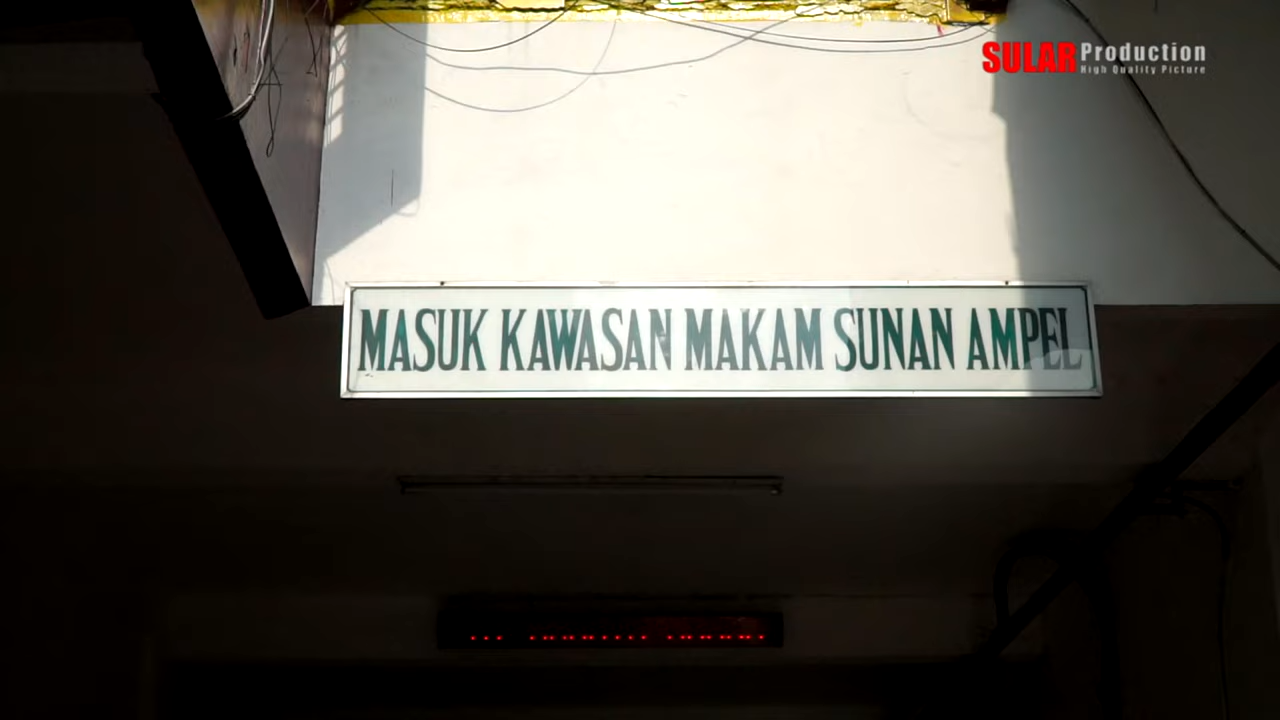 SULAR Production
High Quality Picture
MASUK KAWASAN MAKAM SUNAN AMPEL